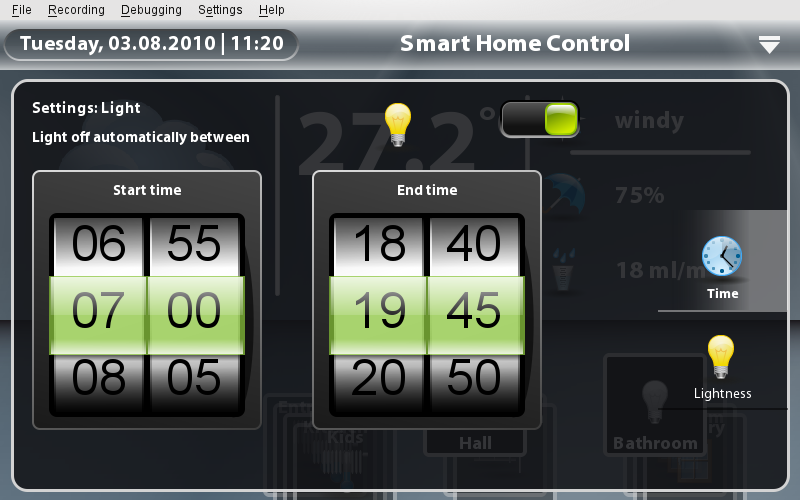 File Recording Debugging Settings Help
Tuesday, 03.08.2010 | 11:20
Smart Home Control
Settings: Light
Light off automatically between
27.2°
windy
75%
18 ml/m
Start time
End time
06 55
07 00
08 05
18 40
19 45
20 50
Time
Lightness
Kids
Hall
Bathroom